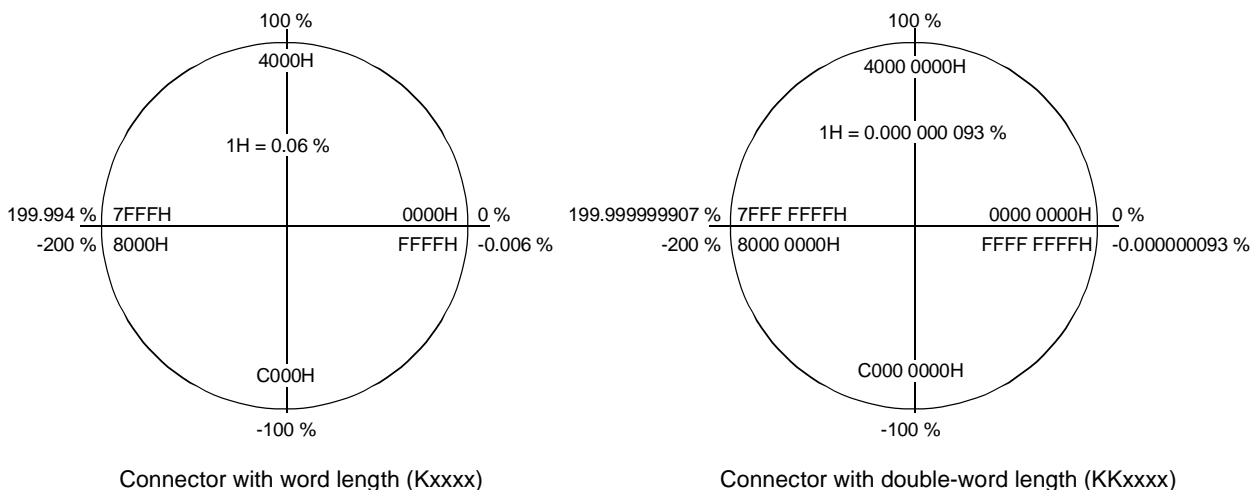 100 %
4000H
1H = 0.06 %
199.994 % 7FFFH 0000H 0 %
-200 % 8000H FFFFH -0.006 %
C000H
-100 %
Connector with word length (Kxxxx)
100 %
4000 0000H
1H = 0.000 000 093 %
199.999999907 % 7FFF FFFFH 0000 0000H 0 %
-200 % 8000 0000H FFFF FFFFH -0.000000093 %
C000 0000H
-100 %
Connector with double-word length (KKxxxx)